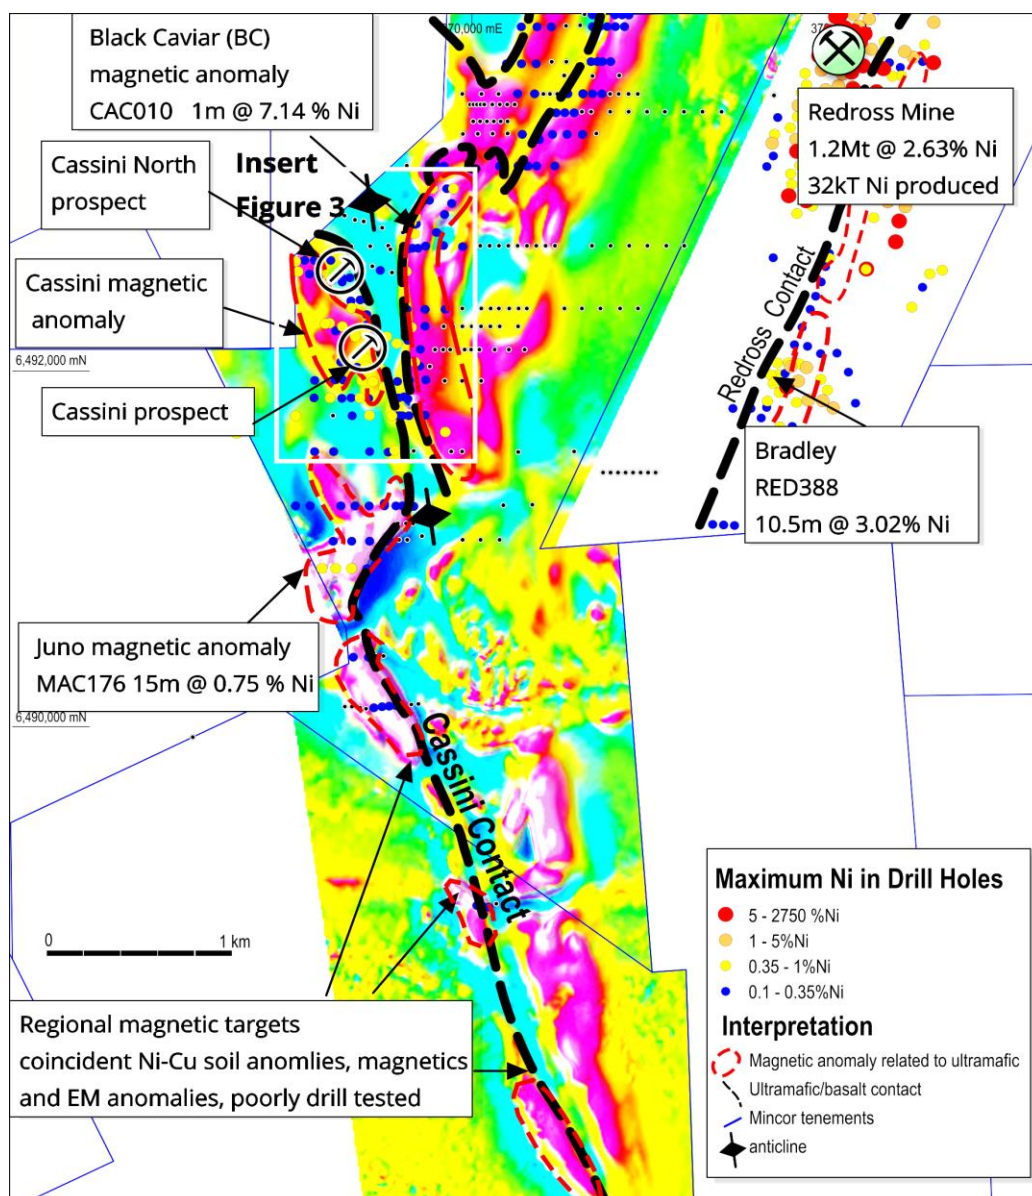 Black Caviar (BC)
magnetic anomaly
CAC010 1m @ 7.14 % Ni
70,000 mE
37
Redross Mine
1.2Mt @ 2.63% Ni
32kT Ni produced
Cassini North
prospect
Insert
Figure 3
Cassini magnetic
anomaly
6,492,000 mN
Cassini prospect
Redross Contact
Bradley
RED388
10.5m @ 3.02% Ni
Juno magnetic anomaly
MAC176 15m @ 0.75 % Ni
6,490,000 mN
Cassini Contact
0 1 km
Regional magnetic targets
coincident Ni-Cu soil anomlies, magnetics
and EM anomalies, poorly drill tested
Maximum Ni in Drill Holes
5 - 2750 %Ni
1 - 5%Ni
0.35 - 1%Ni
0.1 - 0.35%Ni
Interpretation
Magnetic anomaly related to ultramafic
Ultramafic/basalt contact
Mincor tenements
anticline